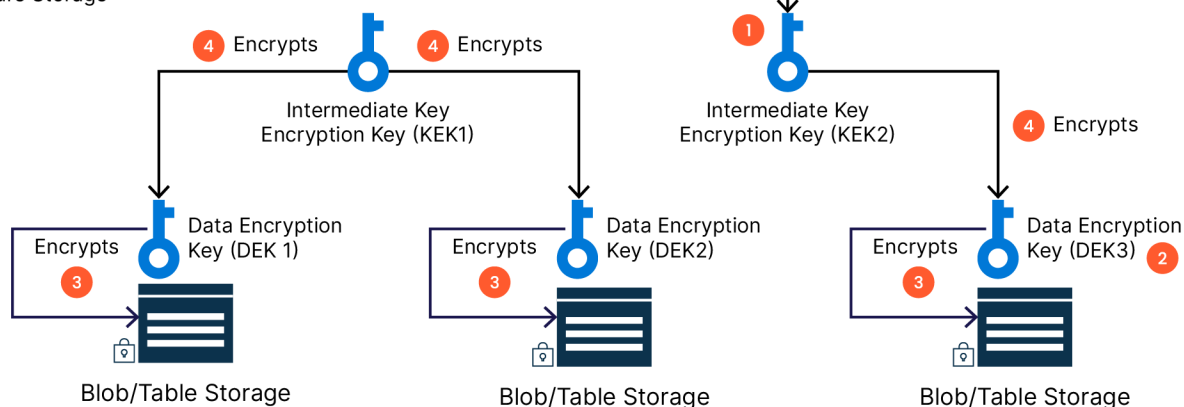 Storage
4 Encrypts
4 Encrypts
1
Intermediate Key
Encryption Key (KEK1)
Intermediate Key
Encryption Key (KEK2)
4 Encrypts
Data Encryption
Key (DEK 1)
Encrypts
3
Data Encryption
Key (DEK2)
Encrypts
3
Data Encryption
Key (DEK3) 2
Encrypts
3
Blob/Table Storage
Blob/Table Storage
Blob/Table Storage